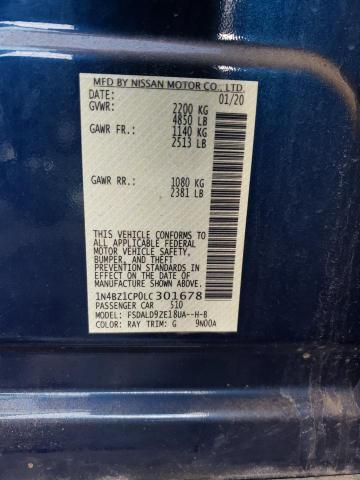 MFD BY NISSAN MOTOR CO., LTD.
DATE: 01/20
GVWR: 2200 KG
4850 LB
GAWR FR.: 1140 KG
2513 LB
GAWR RR.: 1080 KG
2381 LB
THIS VEHICLE CONFORMS TO ALL
APPLICABLE FEDERAL MOTOR
VEHICLE SAFETY,
BUMPER, AND THEFT
PREVENTION STANDARDS
IN EFFECT ON THE DATE OF
MANUFACTURE SHOWN ABOVE.
1N4BZ1CP0LC301678
PASSENGER CAR 510
MODEL: FSDALD9ZE18UA--H-B
COLOR: RAY TRIM: G 9N00A